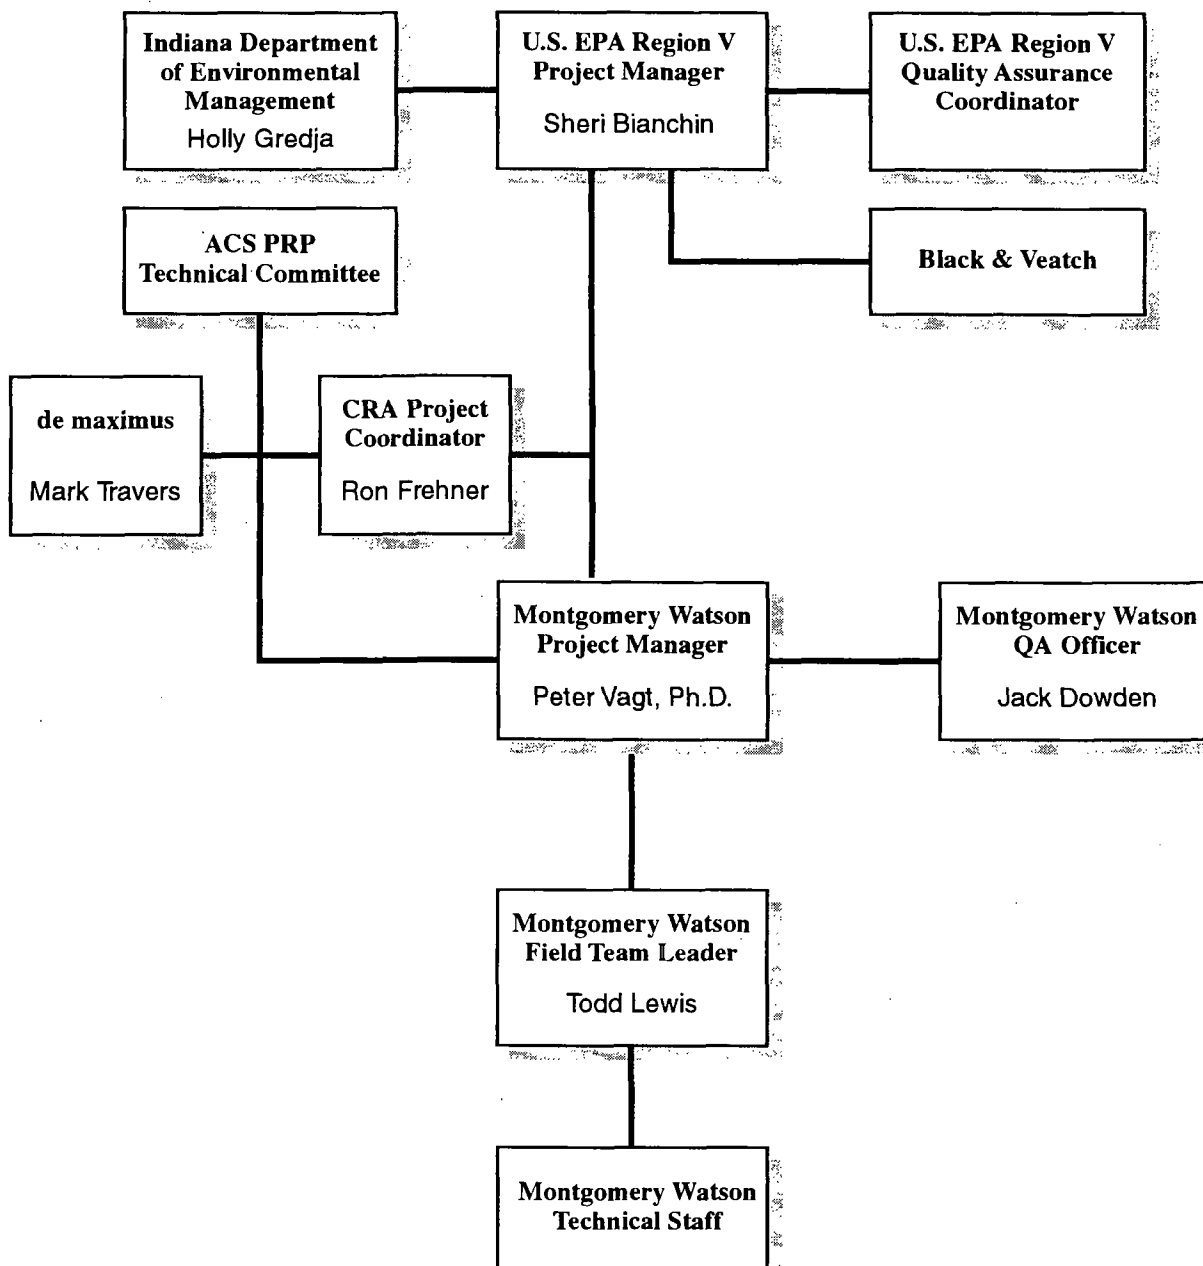 Indiana Department
of Environmental
Management
Holly Gredja
U.S. EPA Region V
Project Manager
Sheri Bianchin
U.S. EPA Region V
Quality Assurance
Coordinator
ACS PRP
Technical Committee
Black & Veatch
de maximus
Mark Travers
CRA Project
Coordinator
Ron Frehner
Montgomery Watson
Project Manager
Peter Vagt, Ph.D.
Montgomery Watson
QA Officer
Jack Dowden
Montgomery Watson
Field Team Leader
Todd Lewis
Montgomery Watson
Technical Staff